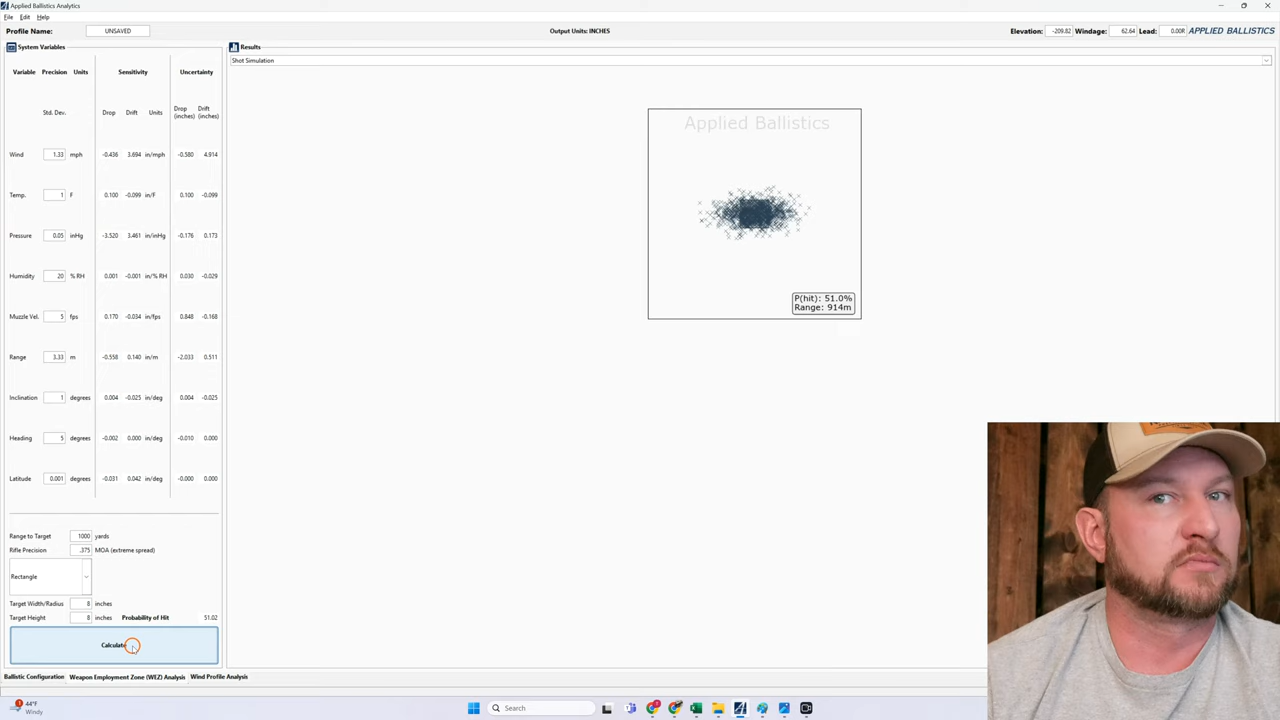 Applied Ballistics Analytics
File Edit Help
Profile Name: UNSAVED Output Units: INCHES Elevation: -209.82 Windage: 62.64 Lead: 0.00R APPLIED BALLISTICS
System Variables Results
Shot Simulation
Variable Precision Units Sensitivity Uncertainty
Std. Dev. Drop Drift Units Drop (inches) Drift (inches)
Applied Ballistics
Wind 1.33 mph -0.436 3.694 in/mph -0.580 4.914
Temp. 1 F 0.100 -0.099 in/F 0.100 -0.099
Pressure 0.05 inHg -3.520 3.461 in/inHg -0.176 0.173
Humidity 20 % RH 0.001 -0.001 in/% RH 0.030 -0.029
P(hit): 51.0%
Range: 914m
Muzzle Vel. 5 fps 0.170 -0.034 in/fps 0.848 -0.168
Range 3.33 m -0.558 0.140 in/m -2.033 0.511
Inclination 1 degrees 0.004 -0.025 in/deg 0.004 -0.025
Heading 5 degrees -0.002 0.000 in/deg -0.010 0.000
Latitude 0.001 degrees -0.031 0.042 in/deg -0.000 0.000
Range to Target 1000 yards
Rifle Precision .375 MOA (extreme spread)
Rectangle
Target Width/Radius 8 inches
Target Height 8 inches Probability of Hit 51.02
Calculate
Ballistic Configuration Weapon Employment Zone (WEZ) Analysis Wind Profile Analysis
44°F
Windy
Search